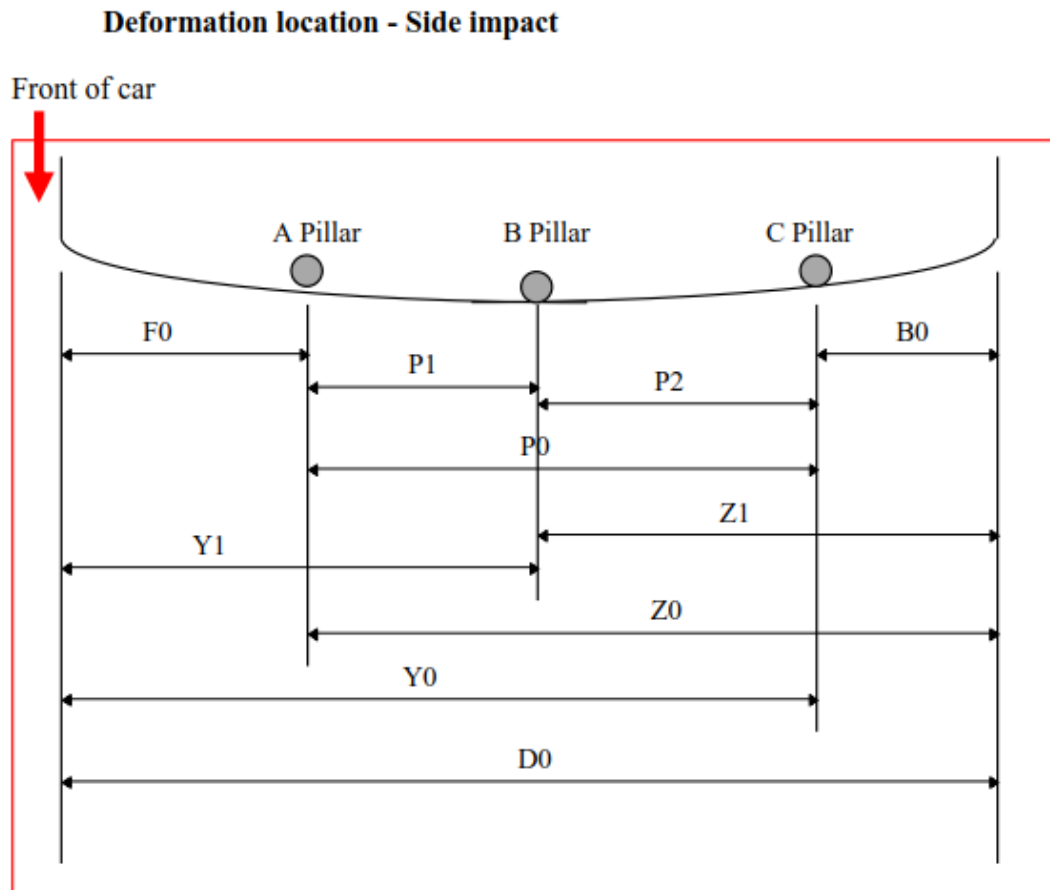 Deformation location - Side impact
Front of car
A Pillar
B Pillar
C Pillar
F0
B0
P1
P2
P0
Z1
Y1
Z0
Y0
D0